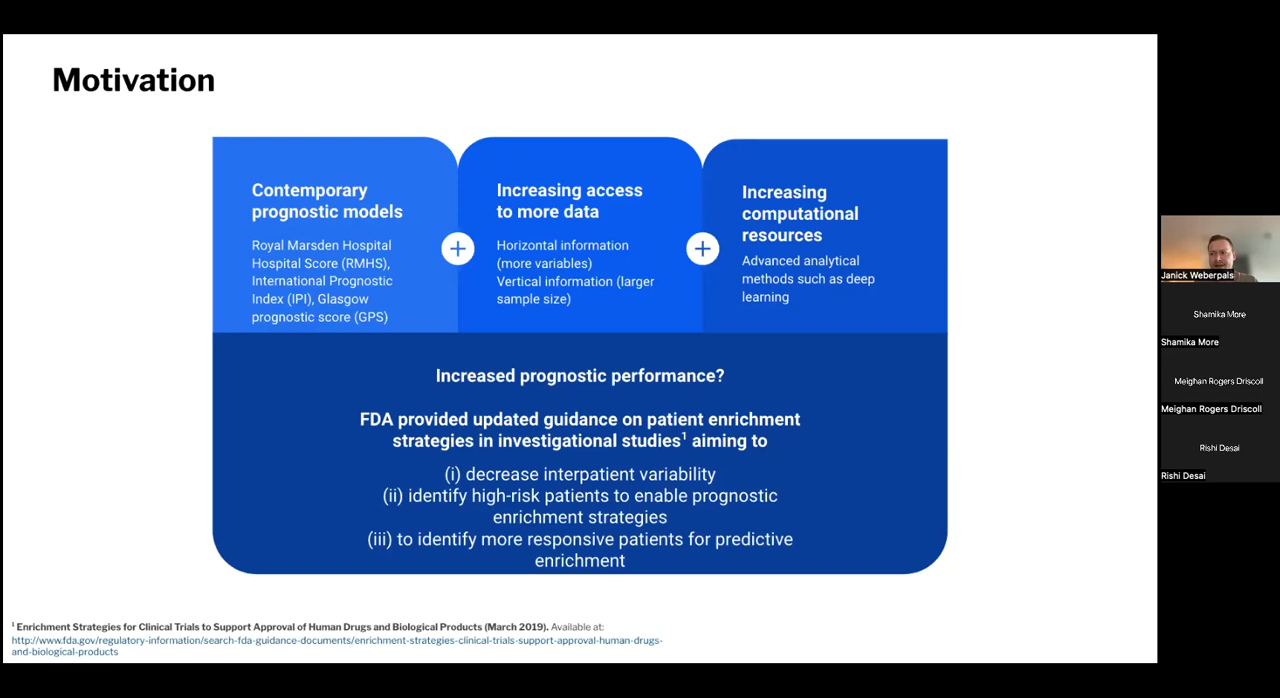 Motivation
Contemporary
prognostic models
Royal Marsden Hospital
Hospital Score (RMHS),
International Prognostic
Index (IPI), Glasgow
prognostic score (GPS)
+
Increasing access
to more data
Horizontal information
(more variables)
Vertical information (larger
sample size)
+
Increasing
computational
resources
Advanced analytical
methods such as deep
learning
Increased prognostic performance?
FDA provided updated guidance on patient enrichment
strategies in investigational studies¹ aiming to
(i) decrease interpatient variability
(ii) identify high-risk patients to enable prognostic
enrichment strategies
(iii) to identify more responsive patients for predictive
enrichment
¹ Enrichment Strategies for Clinical Trials to Support Approval of Human Drugs and Biological Products (March 2019). Available at:
http://www.fda.gov/regulatory-information/search-fda-guidance-documents/enrichment-strategies-clinical-trials-support-approval-human-drugs-
and-biological-products
Janick Weberpals
Shamika More
Shamika More
Meighan Rogers Driscoll
Meighan Rogers Driscoll
Rishi Desai
Rishi Desai